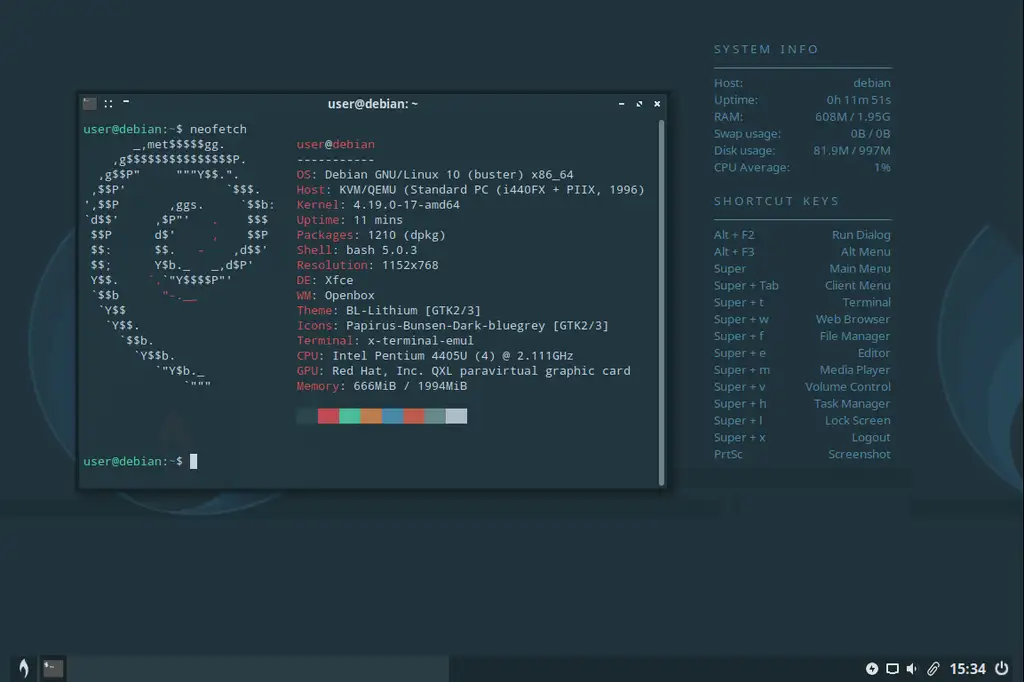 user@debian: ~
user@debian:~$ neofetch
_,met$$$$$gg.
,g$$$$$$$$$$$$$$$P.
,g$$P"     """Y$$.".
,$$P'              `$$$.
',$$P       ,ggs.     `$$b:
`d$$'     ,$P"'   .    $$$
$$P      d$'     ,    $$P
$$:      $$.   -    ,d$$'
$$;      Y$b._   _,d$P'
Y$$.    `.`"Y$$$$P"'
`$$b      "-.__
`Y$$
`Y$$.
`$$b.
`Y$$b.
`"Y$b._
`"""
user@debian
-----------
OS: Debian GNU/Linux 10 (buster) x86_64
Host: KVM/QEMU (Standard PC (i440FX + PIIX, 1996)
Kernel: 4.19.0-17-amd64
Uptime: 11 mins
Packages: 1210 (dpkg)
Shell: bash 5.0.3
Resolution: 1152x768
DE: Xfce
WM: Openbox
Theme: BL-Lithium [GTK2/3]
Icons: Papirus-Bunsen-Dark-bluegrey [GTK2/3]
Terminal: x-terminal-emul
CPU: Intel Pentium 4405U (4) @ 2.111GHz
GPU: Red Hat, Inc. QXL paravirtual graphic card
Memory: 666MiB / 1994MiB
user@debian:~$
SYSTEM INFO
Host: debian
Uptime: 0h 11m 51s
RAM: 608M / 1.95G
Swap usage: 0B / 0B
Disk usage: 81.9M / 997M
CPU Average: 1%
SHORTCUT KEYS
Alt + F2 Run Dialog
Alt + F3 Alt Menu
Super Main Menu
Super + Tab Client Menu
Super + t Terminal
Super + w Web Browser
Super + f File Manager
Super + e Editor
Super + m Media Player
Super + v Volume Control
Super + h Task Manager
Super + l Lock Screen
Super + x Logout
PrtSc Screenshot
15:34